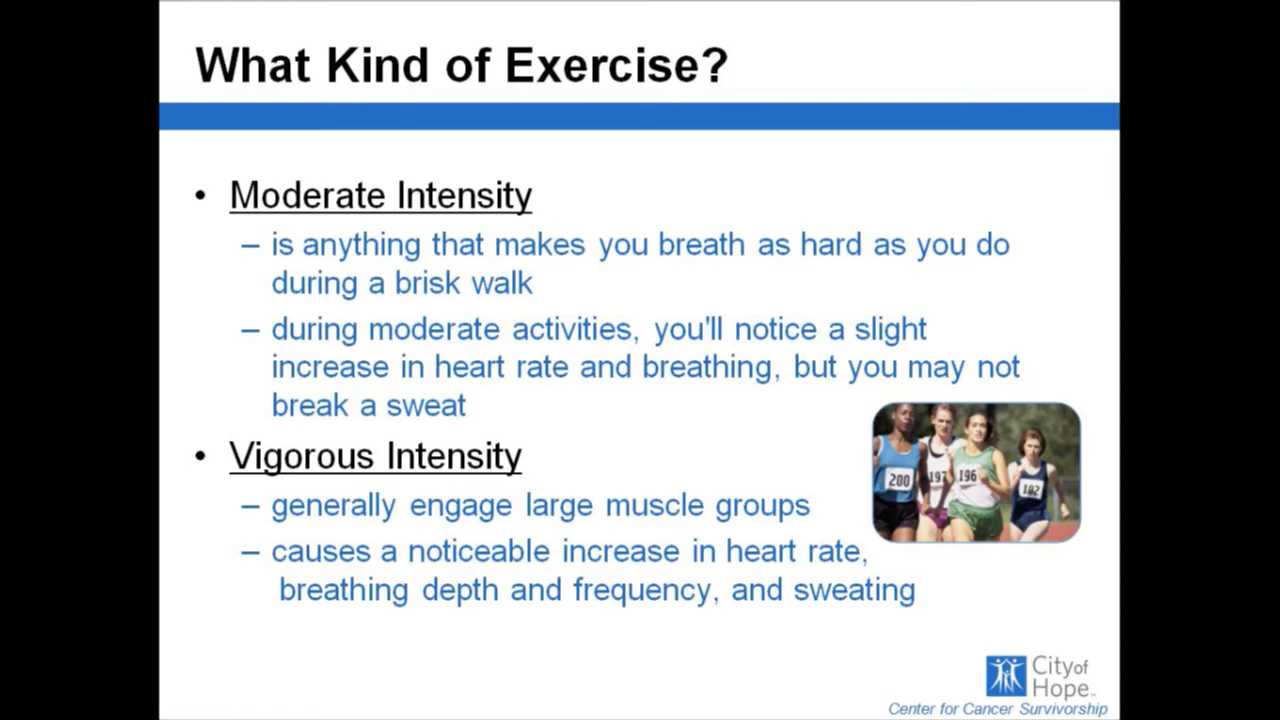 What Kind of Exercise?
• Moderate Intensity
– is anything that makes you breath as hard as you do
during a brisk walk
– during moderate activities, you'll notice a slight
increase in heart rate and breathing, but you may not
break a sweat
• Vigorous Intensity
– generally engage large muscle groups
– causes a noticeable increase in heart rate,
breathing depth and frequency, and sweating
200
197
196
182
City of
Hope™
Center for Cancer Survivorship